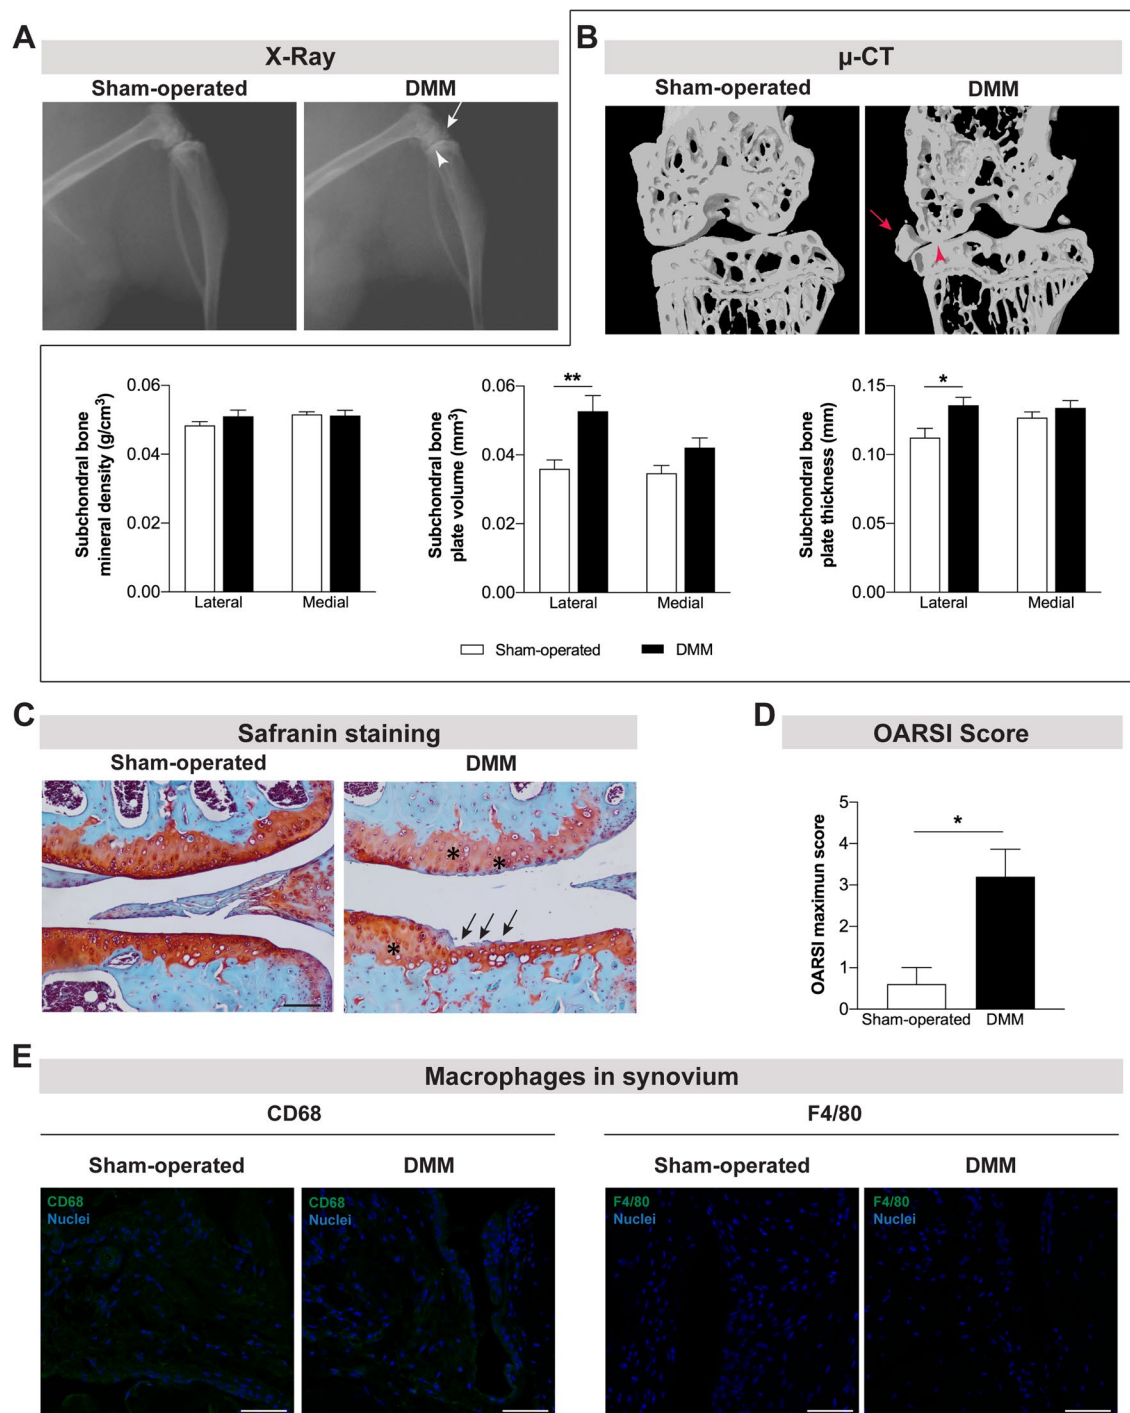 A
X-Ray
Sham-operated
DMM
B
µ-CT
Sham-operated
DMM
Subchondral bone
mineral density (g/cm³)
0.06
0.04
0.02
0.00
Lateral
Medial
Subchondral bone
plate volume (mm³)
0.06
0.04
0.02
0.00
**
Lateral
Medial
Subchondral bone
plate thickness (mm)
0.15
0.10
0.05
0.00
*
Lateral
Medial
Sham-operated
DMM
C
Safranin staining
Sham-operated
DMM
*
*
*
D
OARSI Score
OARSI maximun score
5
4
3
2
1
0
*
Sham-operated
DMM
E
Macrophages in synovium
CD68
F4/80
Sham-operated
DMM
Sham-operated
DMM
CD68
Nuclei
CD68
Nuclei
F4/80
Nuclei
F4/80
Nuclei